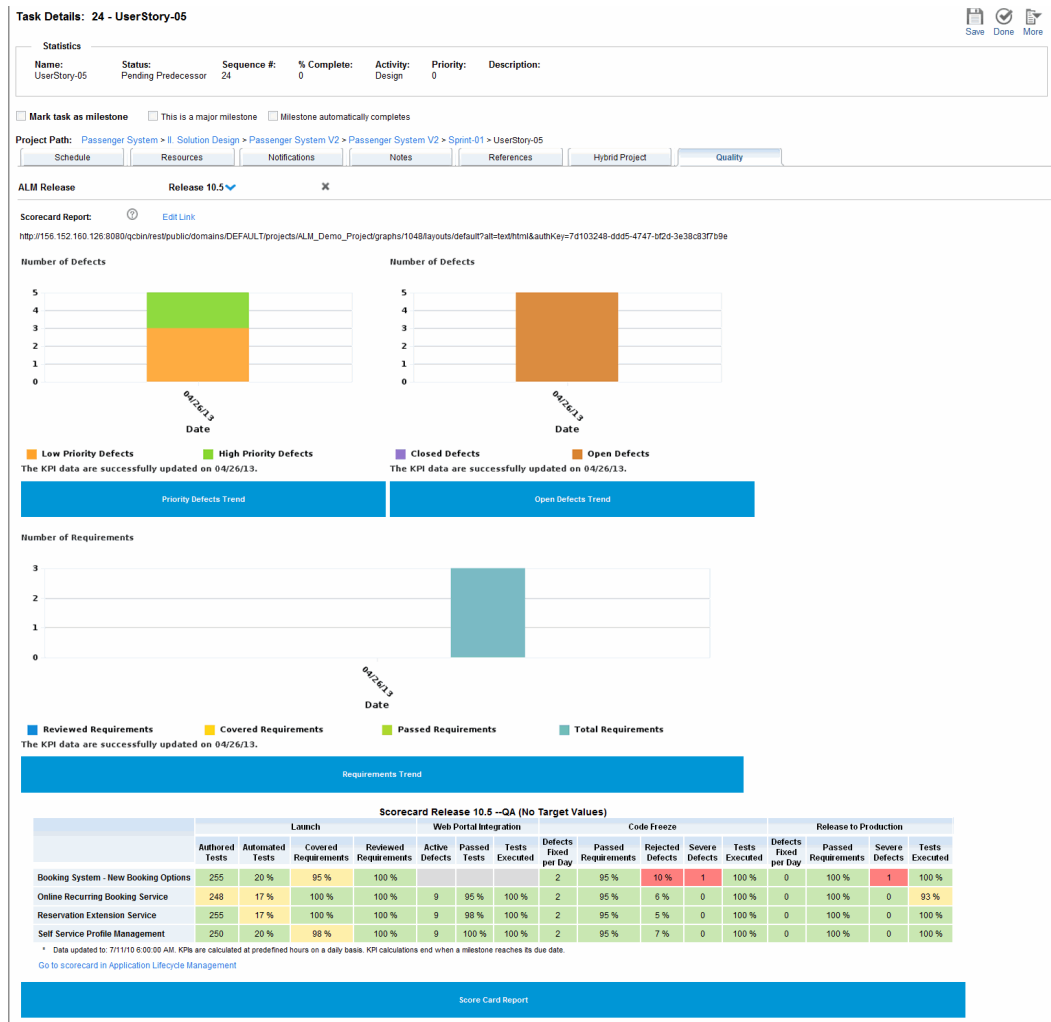 Task Details: 24 - UserStory-05
Save Done More
Statistics
Name: Status: Sequence #: % Complete: Activity: Priority: Description:
UserStory-05 Pending Predecessor 24 0 Design 0
Mark task as milestone This is a major milestone Milestone automatically completes
Project Path: Passenger System > II. Solution Design > Passenger System V2 > Passenger System V2 > Sprint-01 > UserStory-05
Schedule Resources Notifications Notes References Hybrid Project Quality
ALM Release Release 10.5
Scorecard Report: Edit Link
http://156.152.160.126:8080/qcbin/rest/public/domains/DEFAULT/projects/ALM_Demo_Project/graphs/1048/layouts/default?alt=text/html&authKey=7d103248-ddd5-4747-bf2d-3e38c83f7b9e
Number of Defects
5
4
3
2
1
0
04/26/13
Date
Low Priority Defects High Priority Defects
The KPI data are successfully updated on 04/26/13.
Priority Defects Trend
Number of Defects
5
4
3
2
1
0
04/26/13
Date
Closed Defects Open Defects
The KPI data are successfully updated on 04/26/13.
Open Defects Trend
Number of Requirements
3
2
1
0
04/26/13
Date
Reviewed Requirements Covered Requirements Passed Requirements Total Requirements
The KPI data are successfully updated on 04/26/13.
Requirements Trend
Scorecard Release 10.5 --QA (No Target Values)
Launch Web Portal Integration Code Freeze Release to Production
Authored Tests Automated Tests Covered Requirements Reviewed Requirements Active Defects Passed Tests Tests Executed Defects Fixed per Day Passed Requirements Rejected Defects Severe Defects Tests Executed Defects Fixed per Day Passed Requirements Severe Defects Tests Executed
Booking System - New Booking Options 255 20 % 95 % 100 % 2 95 % 10 % 1 100 % 0 100 % 1 100 %
Online Recurring Booking Service 248 17 % 100 % 100 % 9 95 % 100 % 2 95 % 6 % 0 100 % 0 100 % 0 93 %
Reservation Extension Service 255 17 % 100 % 100 % 9 98 % 100 % 2 95 % 5 % 0 100 % 0 100 % 0 100 %
Self Service Profile Management 250 20 % 98 % 100 % 9 100 % 100 % 2 95 % 7 % 0 100 % 0 100 % 0 100 %
* Data updated to: 7/11/10 6:00:00 AM. KPIs are calculated at predefined hours on a daily basis. KPI calculations end when a milestone reaches its due date.
Go to scorecard in Application Lifecycle Management
Score Card Report